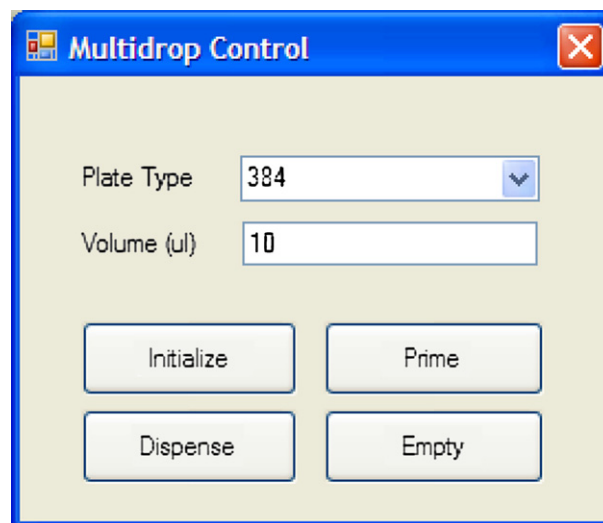 Multidrop Control
Plate Type 384
Volume (ul) 10
Initialize Prime
Dispense Empty